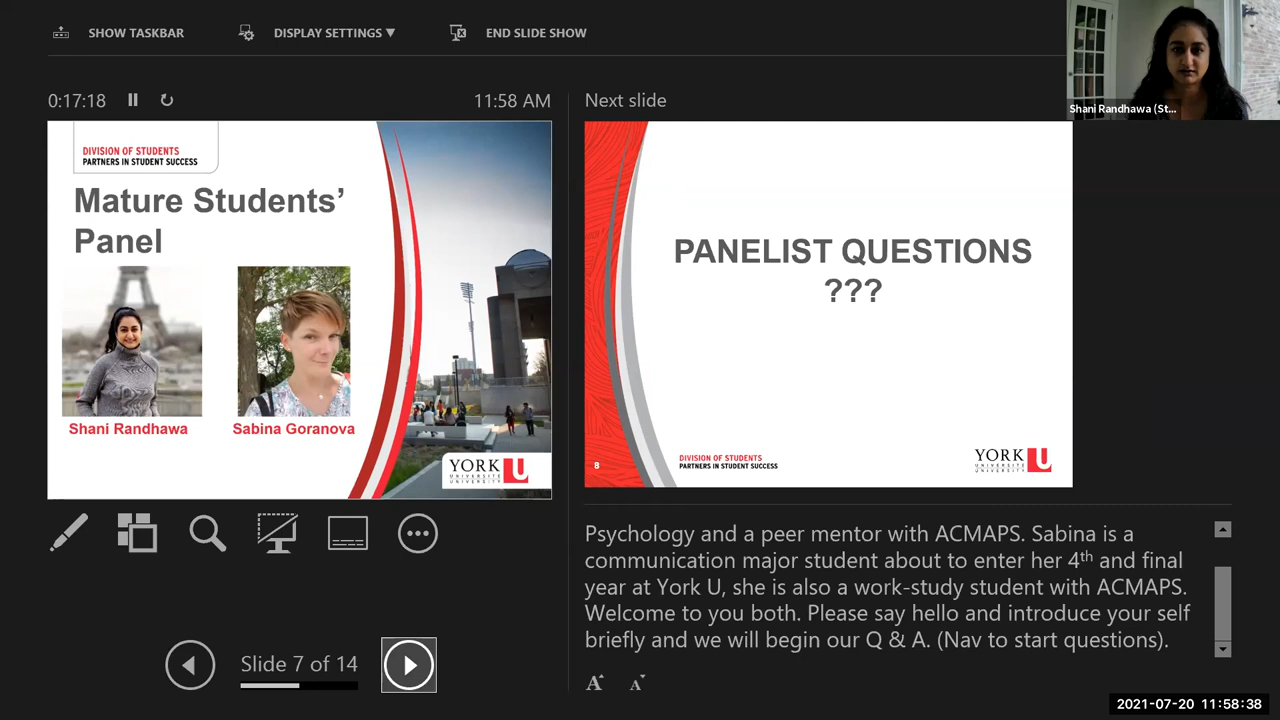 SHOW TASKBAR
DISPLAY SETTINGS ▼
END SLIDE SHOW
Shani Randhawa (St...
0:17:18
11:58 AM
Next slide
DIVISION OF STUDENTS
PARTNERS IN STUDENT SUCCESS
Mature Students’
Panel
Shani Randhawa
Sabina Goranova
YORK U
UNIVERSITÉ
UNIVERSITY
PANELIST QUESTIONS
???
8
DIVISION OF STUDENTS
PARTNERS IN STUDENT SUCCESS
YORK U
UNIVERSITÉ
UNIVERSITY
Psychology and a peer mentor with ACMAPS. Sabina is a
communication major student about to enter her 4th and final
year at York U, she is also a work-study student with ACMAPS.
Welcome to you both. Please say hello and introduce your self
briefly and we will begin our Q & A. (Nav to start questions).
Slide 7 of 14
A A
2021-07-20 11:58:38